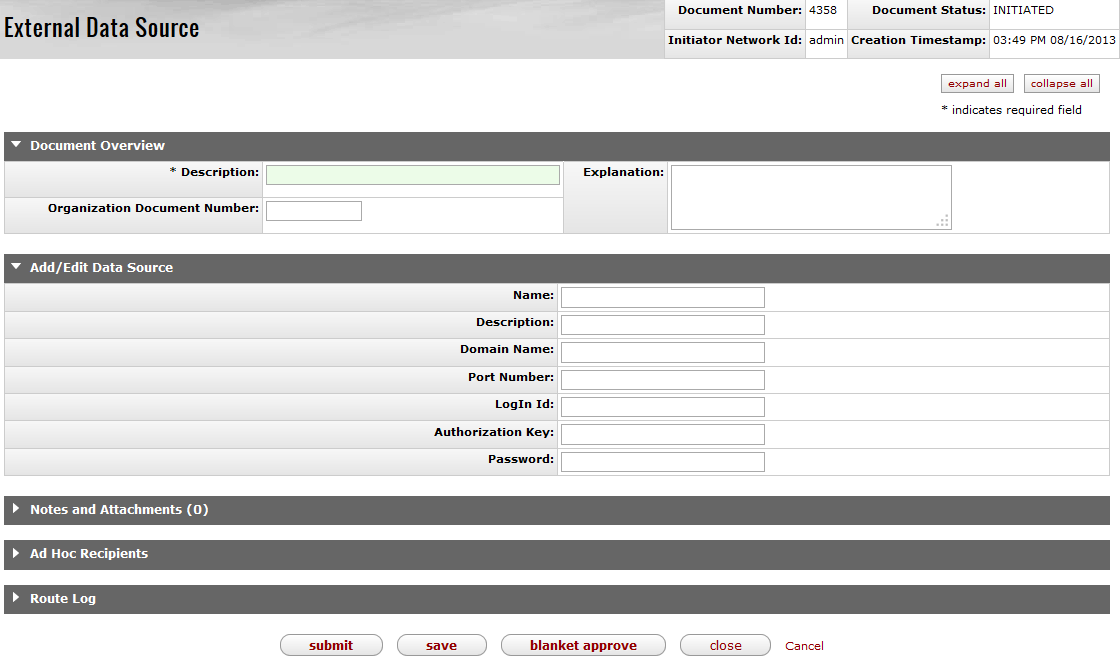 External Data Source
Document Number: 4358 Document Status: INITIATED
Initiator Network Id: admin Creation Timestamp: 03:49 PM 08/16/2013
expand all collapse all
* indicates required field
Document Overview
* Description: Explanation:
Organization Document Number:
Add/Edit Data Source
Name:
Description:
Domain Name:
Port Number:
LogIn Id:
Authorization Key:
Password:
Notes and Attachments (0)
Ad Hoc Recipients
Route Log
submit save blanket approve close Cancel